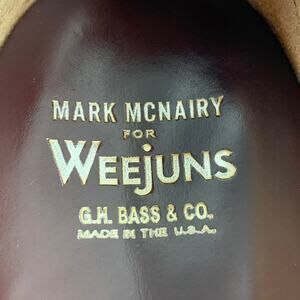 MARK MCNAIRY
FOR
WEEJUNS
G.H. BASS & CO.
MADE IN THE U.S.A.